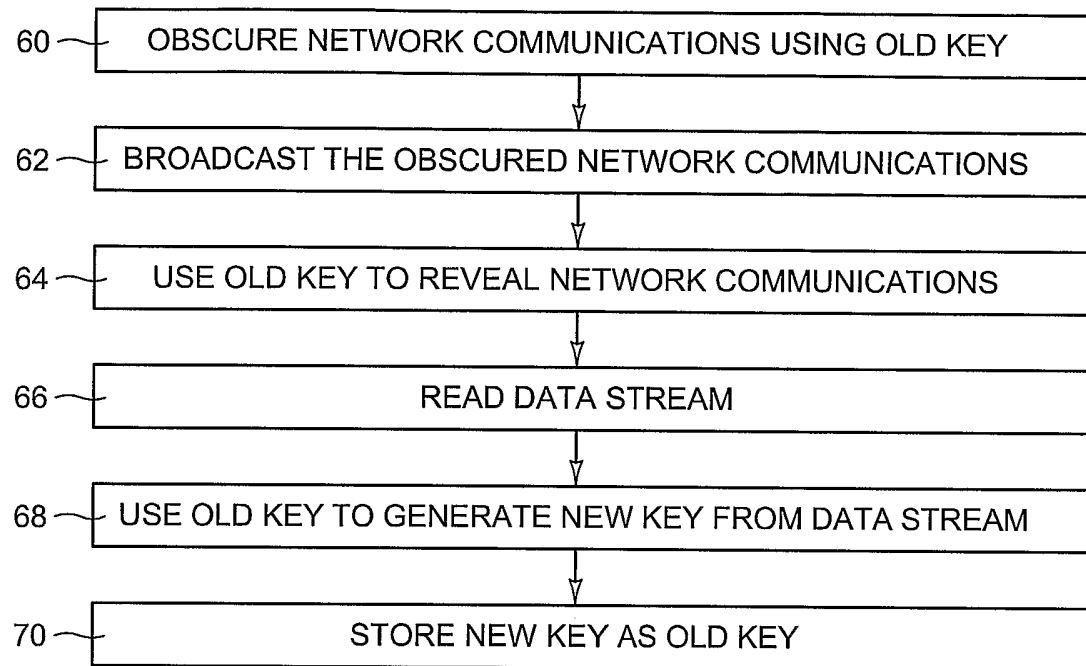 60 OBSCURE NETWORK COMMUNICATIONS USING OLD KEY
62 BROADCAST THE OBSCURED NETWORK COMMUNICATIONS
64 USE OLD KEY TO REVEAL NETWORK COMMUNICATIONS
66 READ DATA STREAM
68 USE OLD KEY TO GENERATE NEW KEY FROM DATA STREAM
70 STORE NEW KEY AS OLD KEY